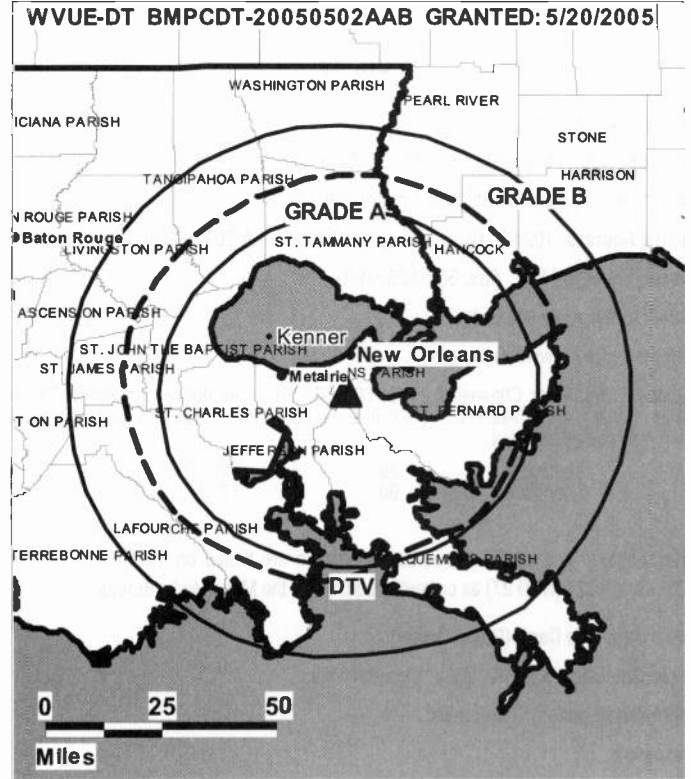 WVUE-DT BMPCDT-20050502AAB GRANTED: 5/20/2005
WASHINGTON PARISH
PEARL RIVER
ICIANA PARISH
STONE
HARRISON
TANGIPAHOA PARISH
GRADE B
N ROUGE PARISH
GRADE A
Baton Rouge
ST. TAMMANY PARISH
HANCOCK
LIVINGSTON PARISH
ASCENSION PARISH
Kenner
ST. JOHN THE BAPTIST PARISH
New Orleans
ST. JAMES PARISH
Metairie
NS PARISH
T ON PARISH
ST. CHARLES PARISH
ST. BERNARD PARISH
JEFFERSON PARISH
LAFOURCHE PARISH
TERREBONNE PARISH
AQUEMINES PARISH
DTV
0 25 50
Miles